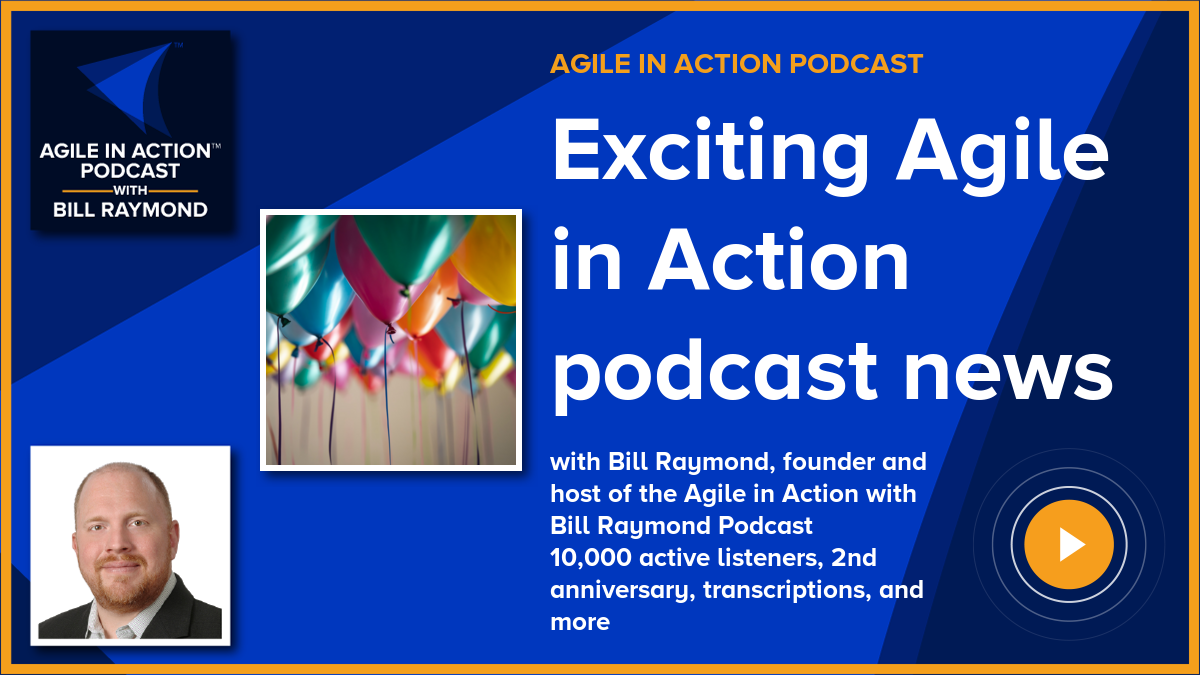 TM
AGILE IN ACTION™
PODCAST
WITH
BILL RAYMOND
AGILE IN ACTION PODCAST
Exciting Agile
in Action
podcast news
with Bill Raymond, founder and
host of the Agile in Action with
Bill Raymond Podcast
10,000 active listeners, 2nd
anniversary, transcriptions, and
more